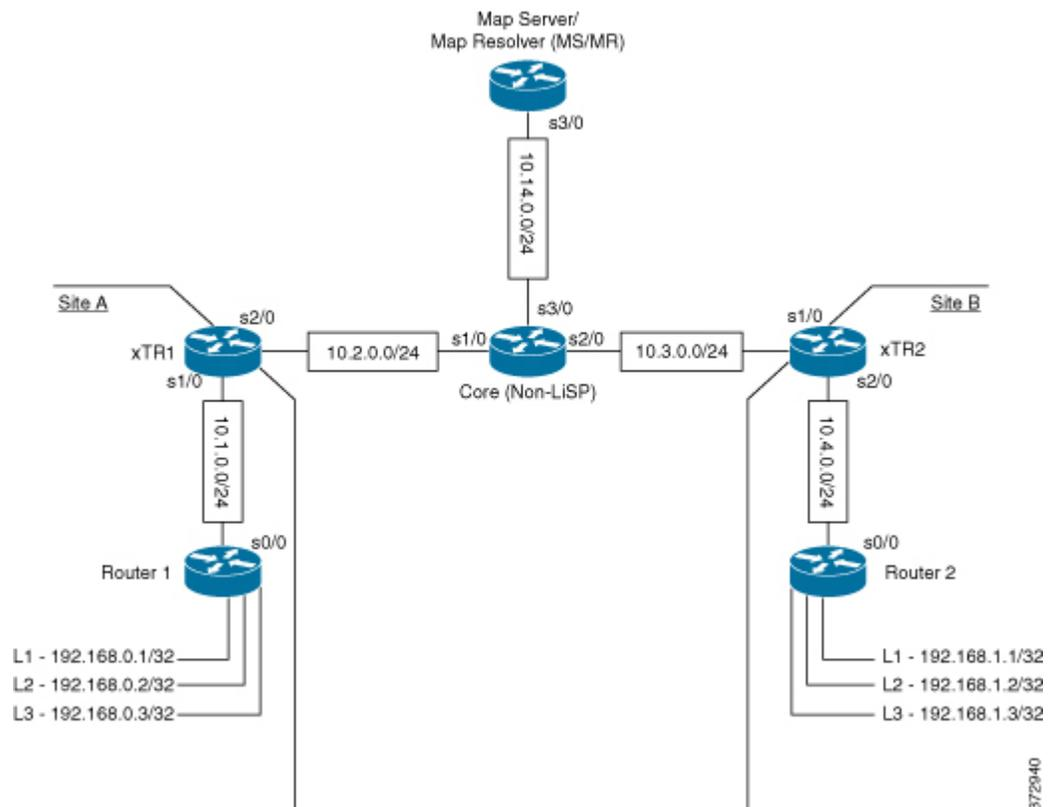 Map Server/
Map Resolver (MS/MR)
s3/0
10.14.0.0/24
Site A
s2/0
s3/0
s1/0
Site B
xTR1
10.2.0.0/24
s1/0
s2/0
10.3.0.0/24
xTR2
s1/0
Core (Non-LiSP)
s2/0
10.1.0.0/24
10.4.0.0/24
s0/0
s0/0
Router 1
Router 2
L1 - 192.168.0.1/32
L2 - 192.168.0.2/32
L3 - 192.168.0.3/32
L1 - 192.168.1.1/32
L2 - 192.168.1.2/32
L3 - 192.168.1.3/32